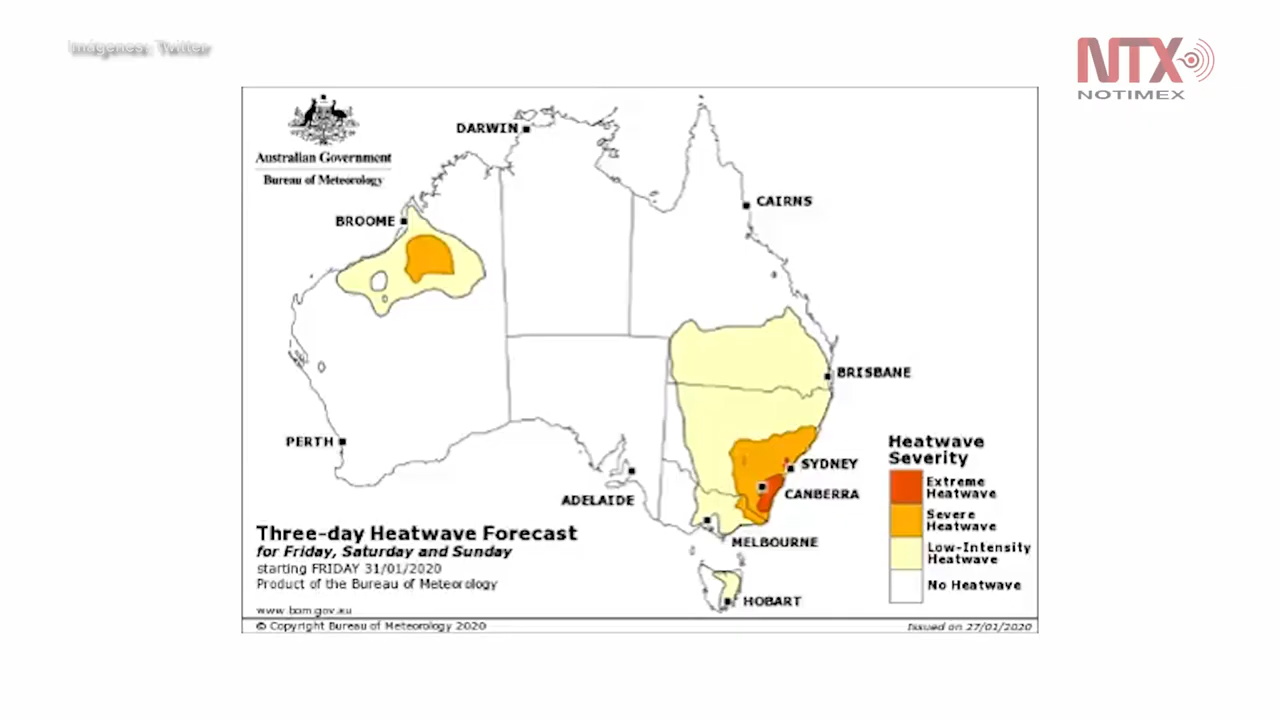 Imágenes: Twitter
NTX
NOTIMEX
Australian Government
Bureau of Meteorology
DARWIN
CAIRNS
BROOME
BRISBANE
PERTH
SYDNEY
CANBERRA
ADELAIDE
MELBOURNE
HOBART
Heatwave
Severity
Extreme
Heatwave
Severe
Heatwave
Low-Intensity
Heatwave
No Heatwave
Three-day Heatwave Forecast
for Friday, Saturday and Sunday
starting FRIDAY 31/01/2020
Product of the Bureau of Meteorology
www.bom.gov.au
© Copyright Bureau of Meteorology 2020
Issued on 27/01/2020